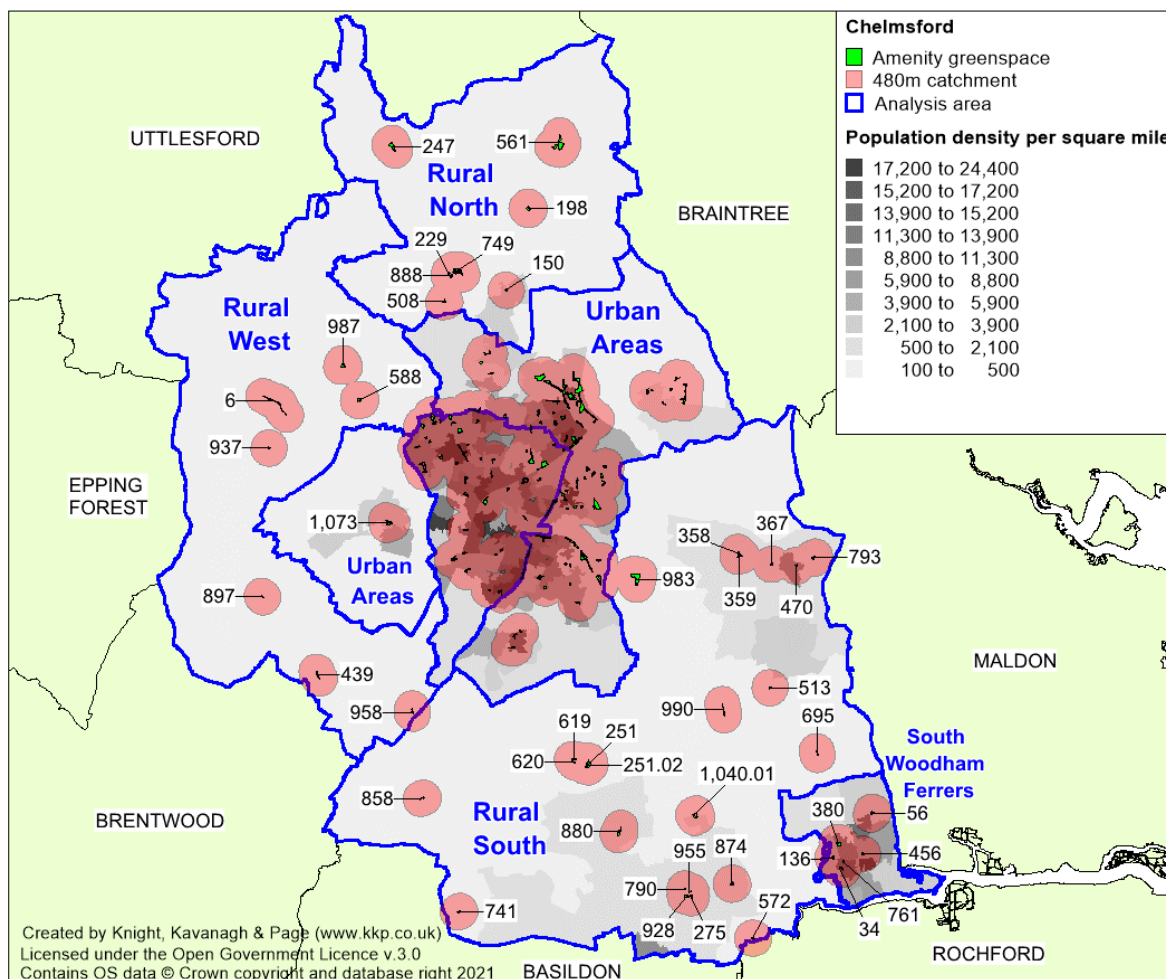 Chelmsford
Amenity greenspace
480m catchment
Analysis area
Population density per square mile
17,200 to 24,400
15,200 to 17,200
13,900 to 15,200
11,300 to 13,900
8,800 to 11,300
5,900 to 8,800
3,900 to 5,900
2,100 to 3,900
500 to 2,100
100 to 500
UTTLESFORD
247
561
Rural
North
198
BRAINTREE
229
749
888
150
508
Rural
West
Urban
Areas
987
588
6
937
EPPING
FOREST
1,073
Urban
Areas
897
358
367
793
983
359
470
MALDON
439
958
513
990
695
619
251
620
251.02
South
Woodham
Ferrers
1,040.01
858
BRENTWOOD
Rural
South
880
380
56
955
874
136
456
790
741
928
275
572
34
761
ROCHFORD
BASILDON
Created by Knight, Kavanagh & Page (www.kkp.co.uk)
Licensed under the Open Government Licence v.3.0
Contains OS data © Crown copyright and database right 2021